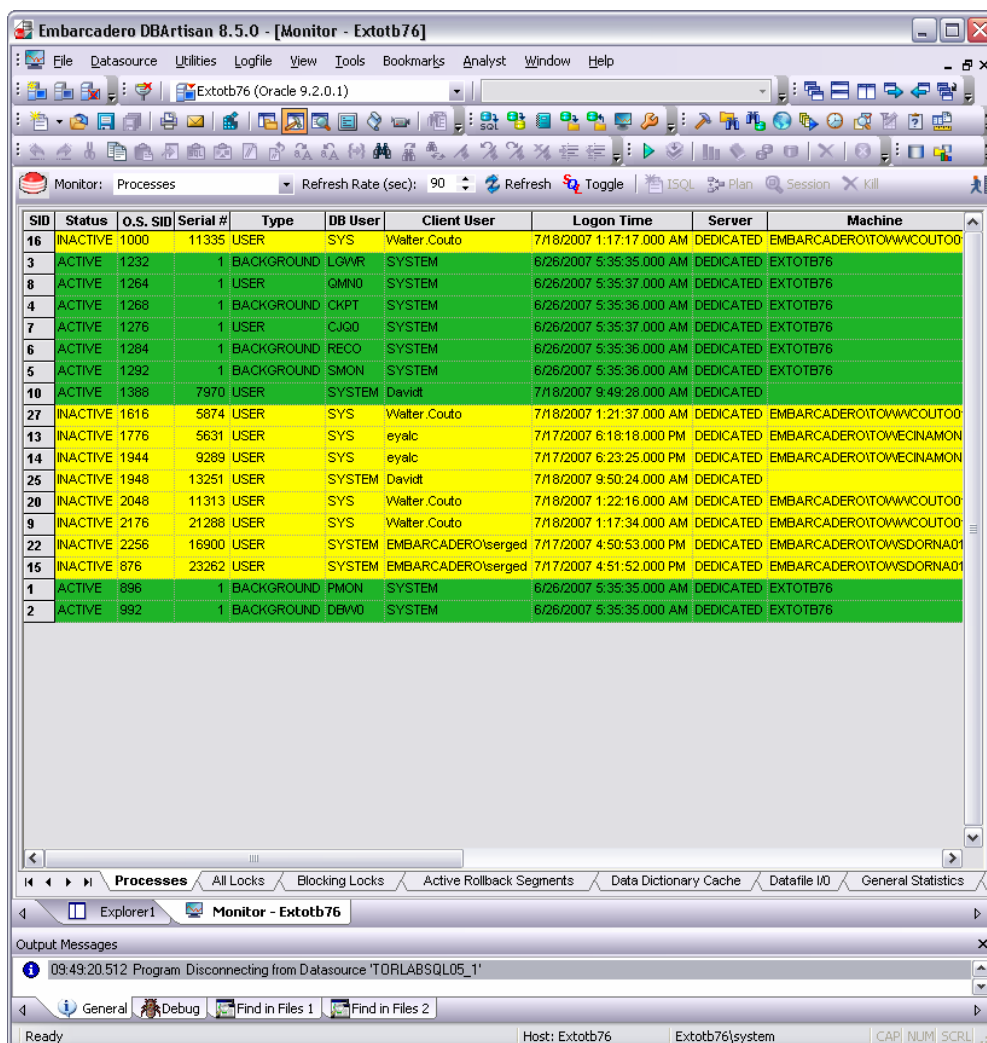 Embarcadero DBArtisan 8.5.0 - [Monitor - Extotb76]
File Datasource Utilities Logfile View Tools Bookmarks Analyst Window Help
Extotb76 (Oracle 9.2.0.1)
SQL
Monitor: Processes Refresh Rate (sec): 90 Refresh SQL Toggle ISQL Plan Session Kill
SID Status O.S. SID Serial # Type DB User Client User Logon Time Server Machine
16 INACTIVE 1000 11335 USER SYS Walter.Couto 7/18/2007 1:17:17.000 AM DEDICATED EMBARCADERO\TOWWCOUTO0
3 ACTIVE 1232 1 BACKGROUND LGWR SYSTEM 6/26/2007 5:35:35.000 AM DEDICATED EXTOTB76
8 ACTIVE 1264 1 USER QMN0 SYSTEM 6/26/2007 5:35:37.000 AM DEDICATED EXTOTB76
4 ACTIVE 1268 1 BACKGROUND CKPT SYSTEM 6/26/2007 5:35:36.000 AM DEDICATED EXTOTB76
7 ACTIVE 1276 1 USER CJQ0 SYSTEM 6/26/2007 5:35:37.000 AM DEDICATED EXTOTB76
6 ACTIVE 1284 1 BACKGROUND RECO SYSTEM 6/26/2007 5:35:36.000 AM DEDICATED EXTOTB76
5 ACTIVE 1292 1 BACKGROUND SMON SYSTEM 6/26/2007 5:35:36.000 AM DEDICATED EXTOTB76
10 ACTIVE 1388 7970 USER SYSTEM Davidt 7/18/2007 9:49:28.000 AM DEDICATED
27 INACTIVE 1616 5874 USER SYS Walter.Couto 7/18/2007 1:21:37.000 AM DEDICATED EMBARCADERO\TOWWCOUTO0
13 INACTIVE 1776 5631 USER SYS eyalc 7/17/2007 6:18:18.000 PM DEDICATED EMBARCADERO\TOWECINAMON
14 INACTIVE 1944 9289 USER SYS eyalc 7/17/2007 6:23:25.000 PM DEDICATED EMBARCADERO\TOWECINAMON
25 INACTIVE 1948 13251 USER SYSTEM Davidt 7/18/2007 9:50:24.000 AM DEDICATED
20 INACTIVE 2048 11313 USER SYS Walter.Couto 7/18/2007 1:22:16.000 AM DEDICATED EMBARCADERO\TOWWCOUTO0
9 INACTIVE 2176 21288 USER SYS Walter.Couto 7/18/2007 1:17:34.000 AM DEDICATED EMBARCADERO\TOWWCOUTO0
22 INACTIVE 2256 16900 USER SYSTEM EMBARCADERO\serged 7/17/2007 4:50:53.000 PM DEDICATED EMBARCADERO\TOWSDORNA01
15 INACTIVE 876 23262 USER SYSTEM EMBARCADERO\serged 7/17/2007 4:51:52.000 PM DEDICATED EMBARCADERO\TOWSDORNA01
1 ACTIVE 896 1 BACKGROUND PMON SYSTEM 6/26/2007 5:35:35.000 AM DEDICATED EXTOTB76
2 ACTIVE 992 1 BACKGROUND DBW0 SYSTEM 6/26/2007 5:35:35.000 AM DEDICATED EXTOTB76
Processes All Locks Blocking Locks Active Rollback Segments Data Dictionary Cache Datafile I/O General Statistics
Explorer1 Monitor - Extotb76
Output Messages
09:49:20.512 Program Disconnecting from Datasource 'TORLABSQL05_1'
General Debug Find in Files 1 Find in Files 2
Ready Host: Extotb76 Extotb76\system CAP NUM SCRL